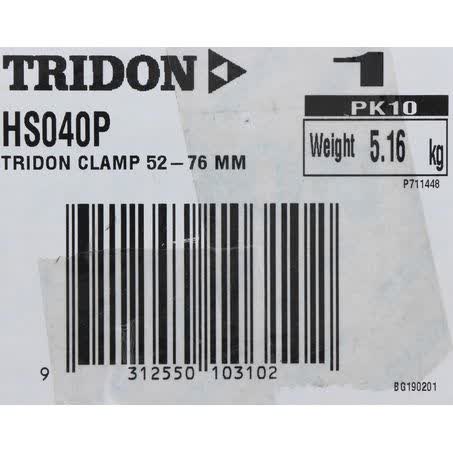 TRIDON 1
PK10
HS040P
Weight 5.16 kg
TRIDON CLAMP 52-76 MM
P711448
9 312550 103102
BG190201